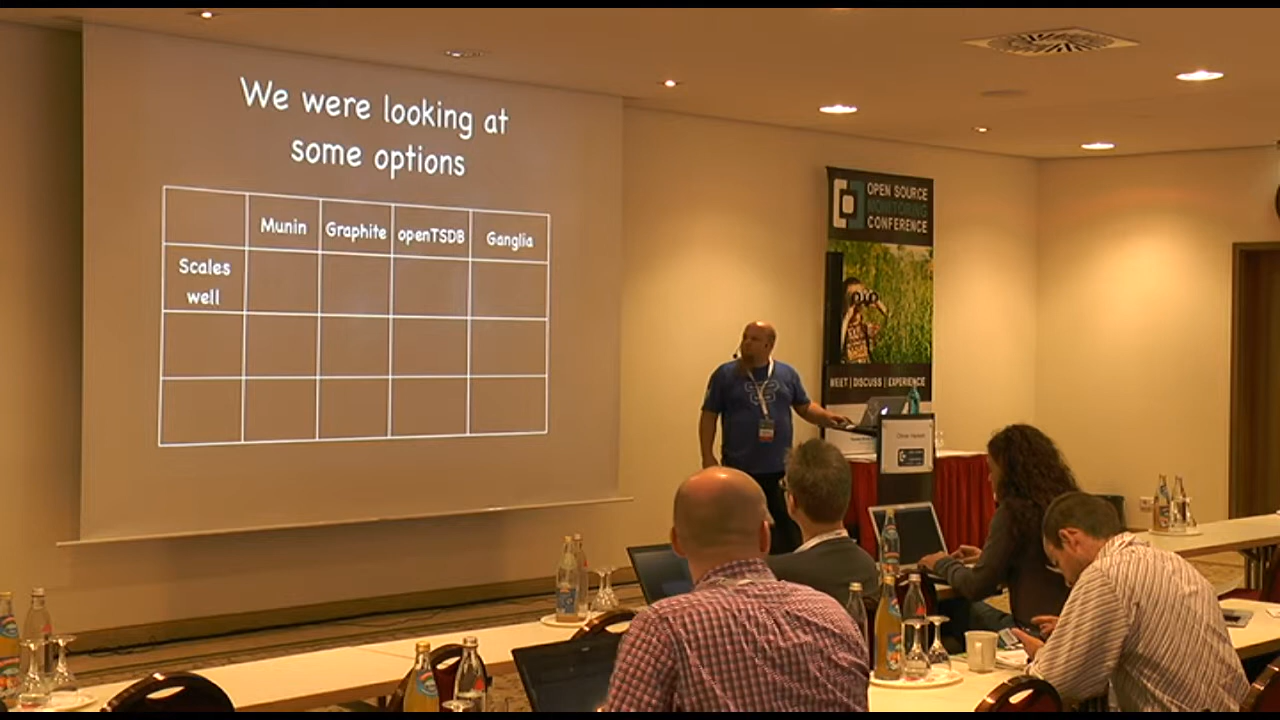 We were looking at
some options
Munin Graphite openTSDB Ganglia
Scales
well
OPEN SOURCE
MONITORING
CONFERENCE
MEET | DISCUSS | EXPERIENCE